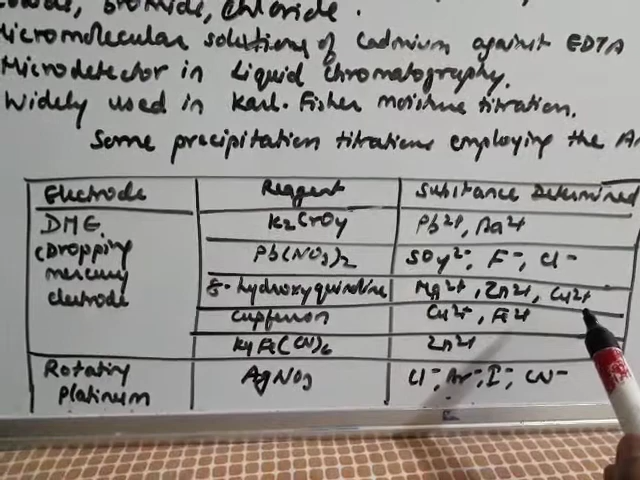 bromide, chloride.
Micromolecular solutions of Cadmium against EDTA
Microdetector in Liquid Chromatography.
Widely used in Karl. Fisher moisture titration.
Some precipitation titrations employing the
Electrode Reagent Substance Determined
DME K2CrO4 Pb2+, Ba2+
(Dropping mercury electrode Pb(NO3)2 SO42-, F-, Cl-
8-hydroxyquinoline Mg2+, Zn2+, Cu2+
Cupferron Cu2+, Fe2+
K4Fe(CN)6 Zn2+
Rotating Platinum AgNO3 Cl-, Br-, I-, CN-